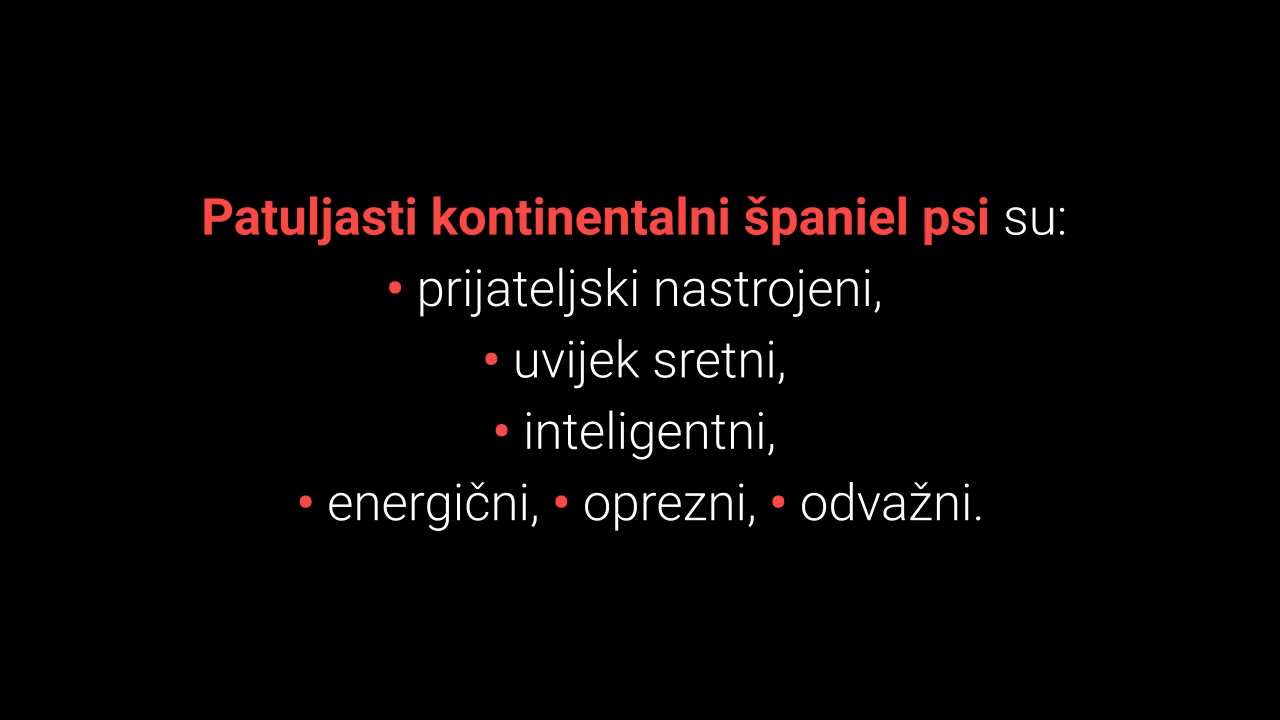 Patuljasti kontinentalni španiel psi su:
• prijateljski nastrojeni,
• uvijek sretni,
• inteligentni,
• energični, • oprezni, • odvažni.